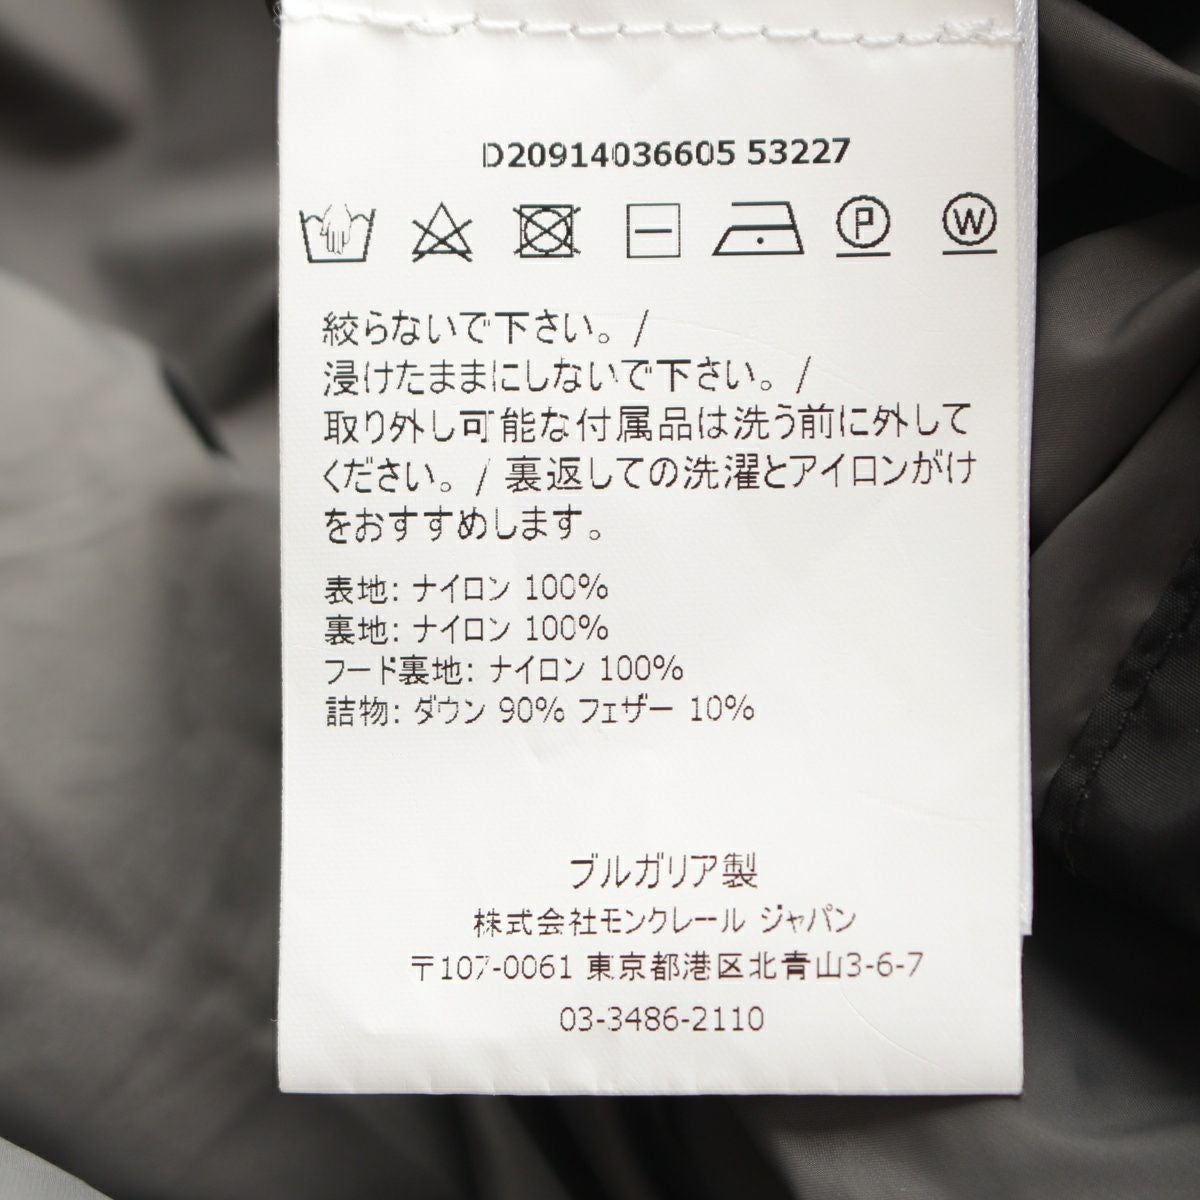 D20914036605 53227
P W
絞らないで下さい。/
浸けたままにしないで下さい。/
取り外し可能な付属品は洗う前に外して
ください。/ 裏返しての洗濯とアイロンがけ
をおすすめします。
表地: ナイロン 100%
裏地: ナイロン 100%
フード裏地: ナイロン 100%
詰物: ダウン 90% フェザー 10%
ブルガリア製
株式会社モンクレール ジャパン
〒107-0061 東京都港区北青山3-6-7
03-3486-2110